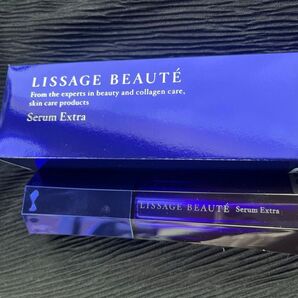 LISSAGE BEAUTÉ
From the experts in beauty and collagen care,
skin care products
Serum Extra
LISSAGE BEAUTÉ Serum Extra